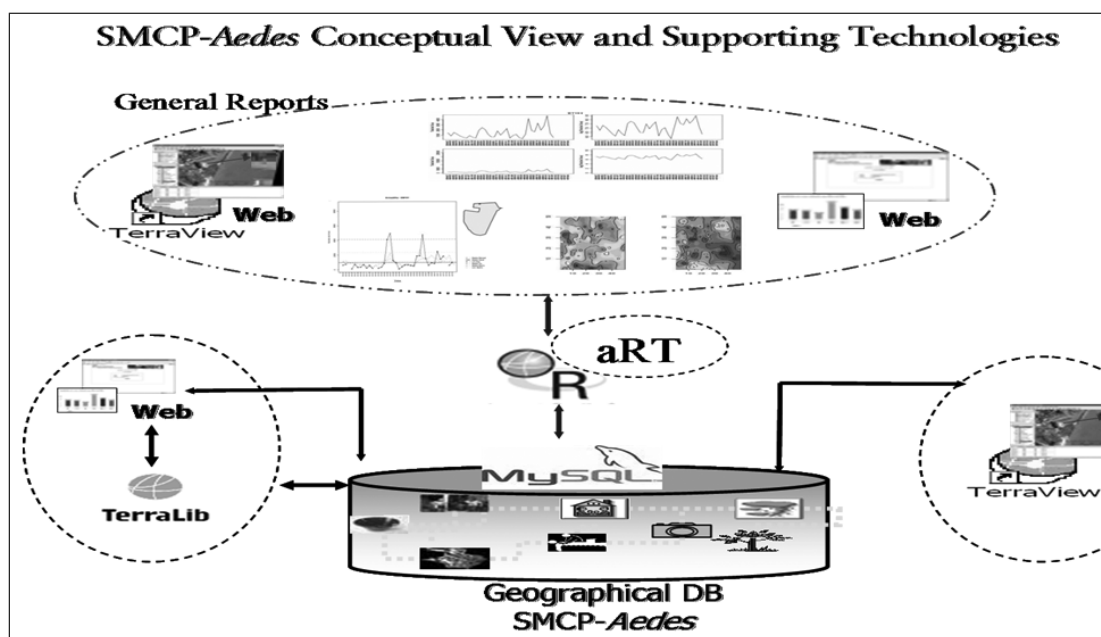 SMCP-Aedes Conceptual View and Supporting Technologies
General Reports
Web
TerraView
Web
aRT
R
Web
TerraLib
MySQL
TerraView
Geographical DB
SMCP-Aedes